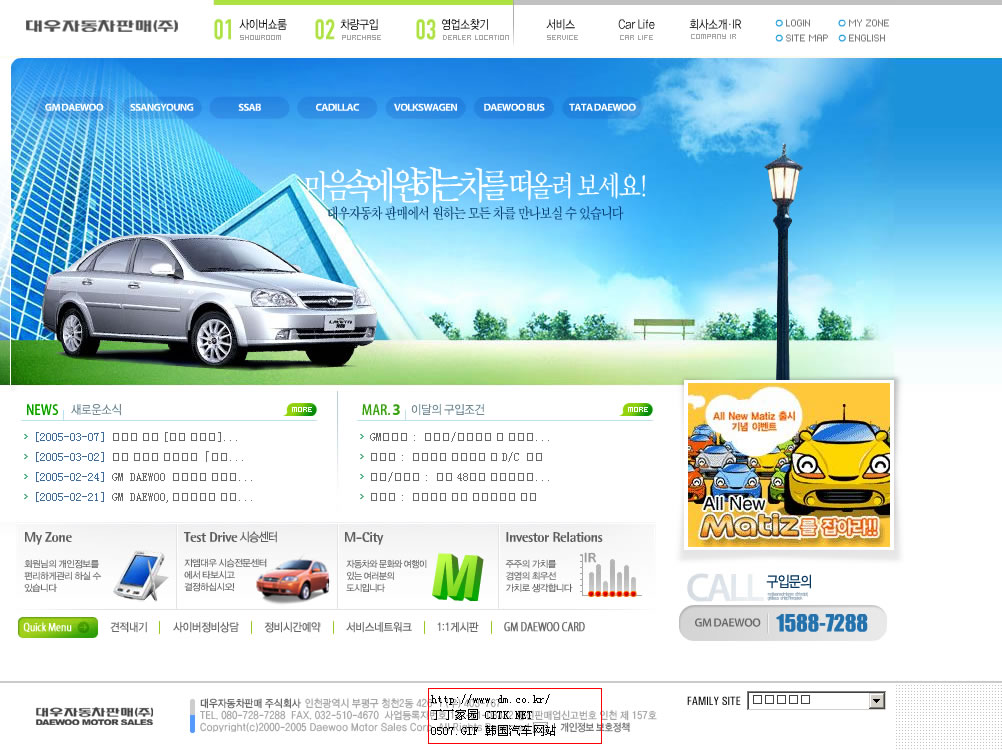 대우자동차판매(주)
01 사이버쇼룸 SHOWROOM
02 차량구입 PURCHASE
03 영업소찾기 DEALER LOCATION
서비스 SERVICE
Car Life CAR LIFE
회사소개·IR COMPANY IR
LOGIN
MY ZONE
SITE MAP
ENGLISH
GM DAEWOO
SSANGYOUNG
SSAB
CADILLAC
VOLKSWAGEN
DAEWOO BUS
TATA DAEWOO
마음속에 원하는 차를 떠올려 보세요!
대우자동차 판매에서 원하는 모든 차를 만나보실 수 있습니다
NEWS 새로운소식 MORE
[2005-03-07]
[2005-03-02]
[2005-02-24] GM DAEWOO
[2005-02-21] GM DAEWOO,
MAR. 3 이달의 구입조건 MORE
GM
D/C
48
All New Matiz 출시
기념 이벤트
All New
Matiz를 잡아라!!
My Zone
회원님의 개인정보를
편리하게관리 하실 수
있습니다
Test Drive 시승센터
지엠대우 시승전문센터
에서 타보시고
결정하십시오!
M-City
자동차와 문화와 여행이
있는 여러분의
도시입니다
M
Investor Relations
주주의 가치를
경영의 최우선
가치로 생각합니다
IR
CALL 구입문의
GM DAEWOO 1588-7288
Quick Menu
견적내기
사이버정비상담
정비시간예약
서비스네트워크
1:1게시판
GM DAEWOO CARD
대우자동차판매(주)
DAEWOO MOTOR SALES
대우자동차판매 주식회사 인천광역시 부평구 청천2동
TEL. 080-728-7288 FAX. 032-510-4670 사업등록지번호 판매업신고번호 인천 제 157호
Copyright(c)2000-2005 Daewoo Motor Sales Corp. All Rights Reserved. 개인정보 보호정책
http://www.dm.co.kr/
丁丁家园 CITK.NET
0507.GIF 韩国汽车网站
FAMILY SITE